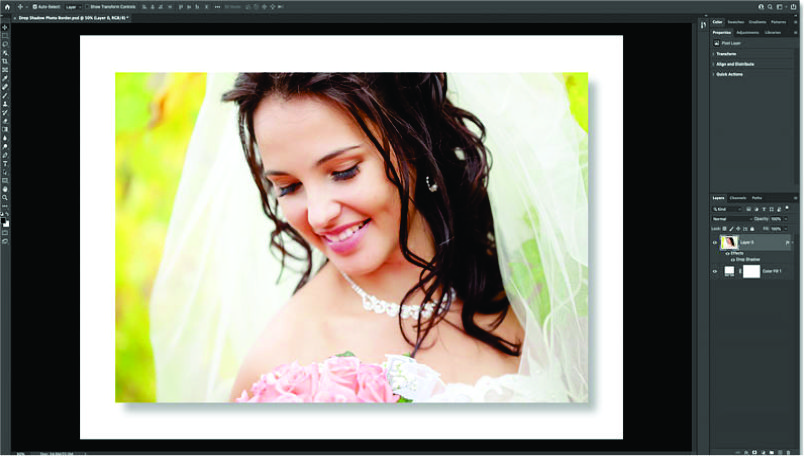 Auto-Select: Layer Show Transform Controls
Drop Shadow Photo Border.psd @ 50% (Layer 0, RGB/8) *
Color Swatches Gradients Patterns
Properties Adjustments Libraries
Pixel Layer
Transform
Align and Distribute
Quick Actions
Layers Channels Paths
Kind
Normal Opacity: 100%
Lock: Fill: 100%
Layer 0 fx
Effects
Drop Shadow
Color Fill 1